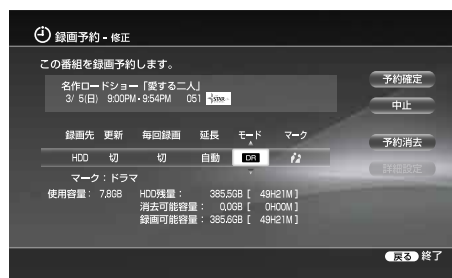 録画予約 - 修正
この番組を録画予約します。
名作ロードショー「愛する二人」
3/ 5(日) 9:00PM - 9:54PM 051
予約確定
中止
予約消去
詳細設定
録画先 更新 毎回録画 延長 モード マーク
HDD 切 切 自動 DR
マーク：ドラマ
使用容量： 7.8GB HDD残量： 385.5GB [ 49H21M ]
消去可能容量： 0.0GB [ 0H00M ]
録画可能容量： 385.6GB [ 49H21M ]
戻る 終了